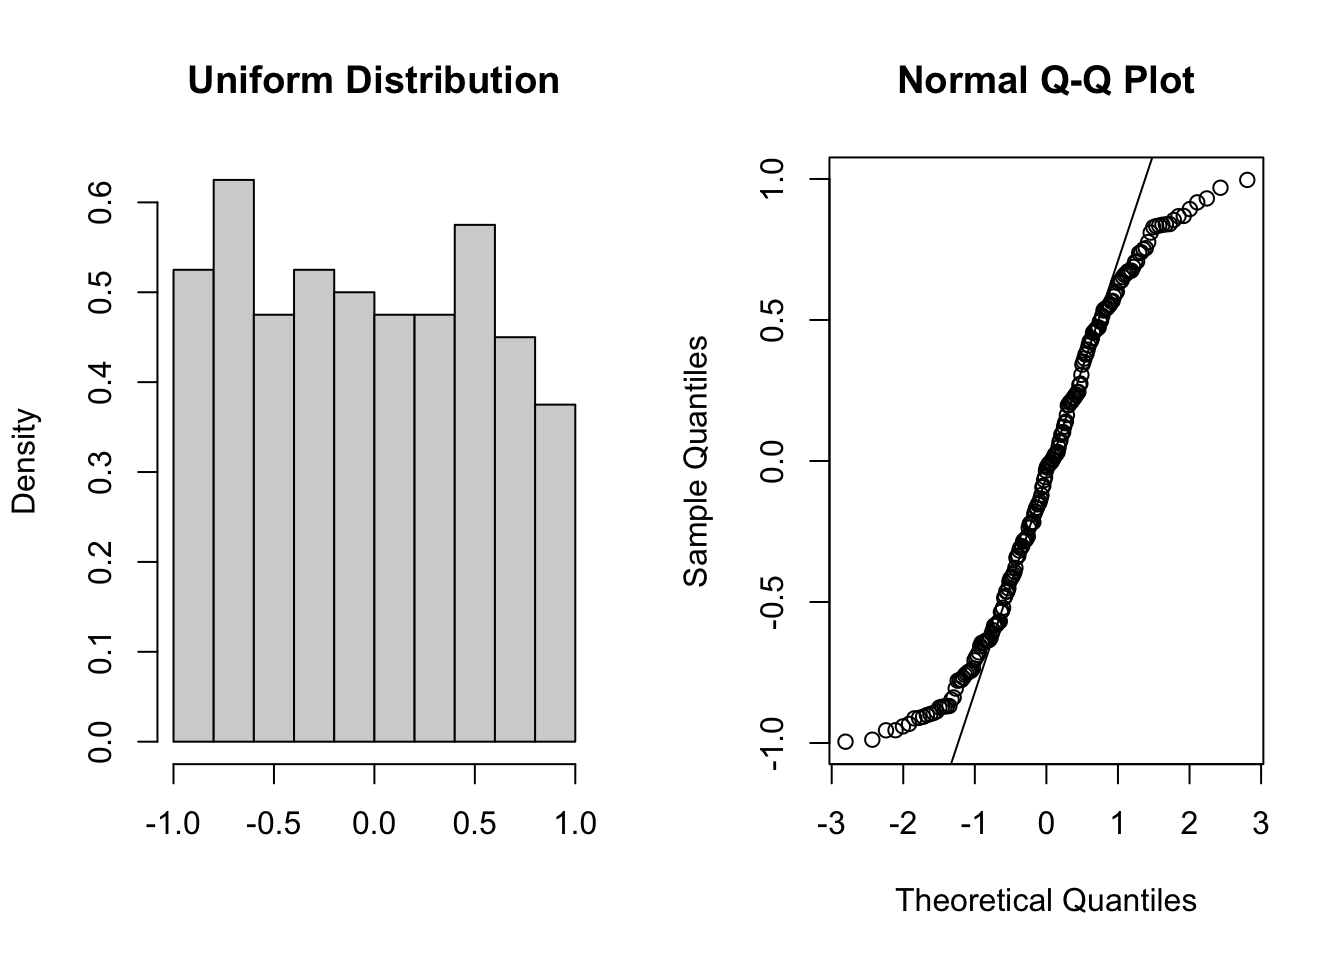 Uniform Distribution
Density
0.6
0.5
0.4
0.3
0.2
0.1
0.0
-1.0 -0.5 0.0 0.5 1.0
Normal Q-Q Plot
Sample Quantiles
1.0
0.5
0.0
-0.5
-1.0
-3 -2 -1 0 1 2 3
Theoretical Quantiles